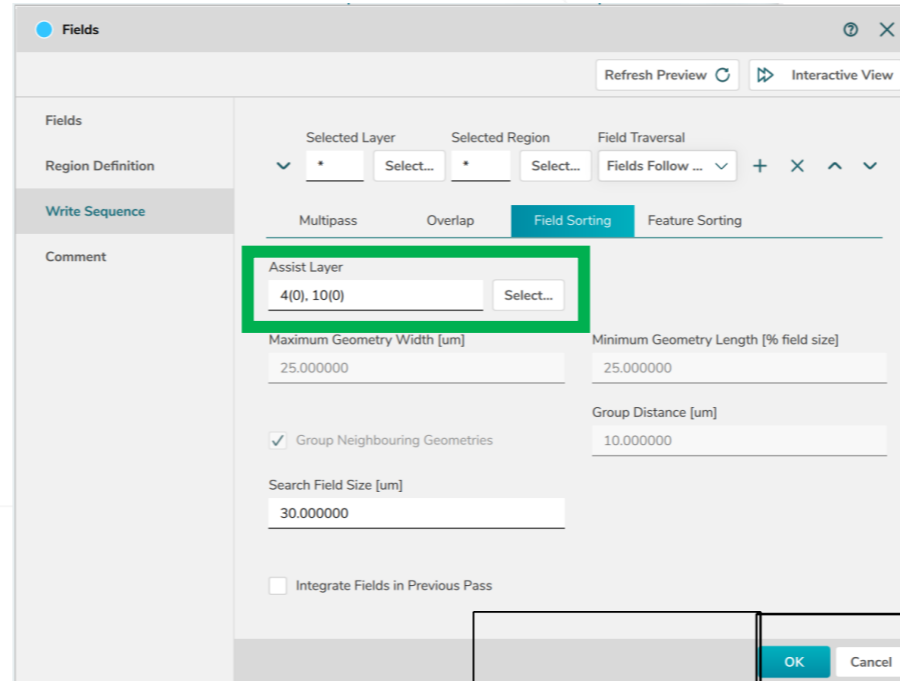 Fields
Refresh Preview Interactive View
Fields
Region Definition
Write Sequence
Comment
Selected Layer Selected Region Field Traversal
* Select... * Select... Fields Follow ...
Multipass Overlap Field Sorting Feature Sorting
Assist Layer
4(0), 10(0) Select...
Maximum Geometry Width [um] Minimum Geometry Length [% field size]
25.000000 25.000000
Group Distance [um]
Group Neighbouring Geometries 10.000000
Search Field Size [um]
30.000000
Integrate Fields in Previous Pass
OK Cancel